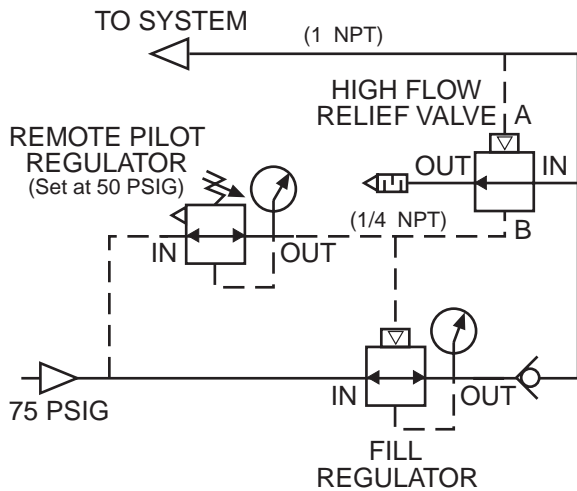 TO SYSTEM
(1 NPT)
HIGH FLOW
RELIEF VALVE
A
REMOTE PILOT
REGULATOR
(Set at 50 PSIG)
OUT
IN
B
(1/4 NPT)
IN
OUT
75 PSIG
IN
OUT
FILL
REGULATOR